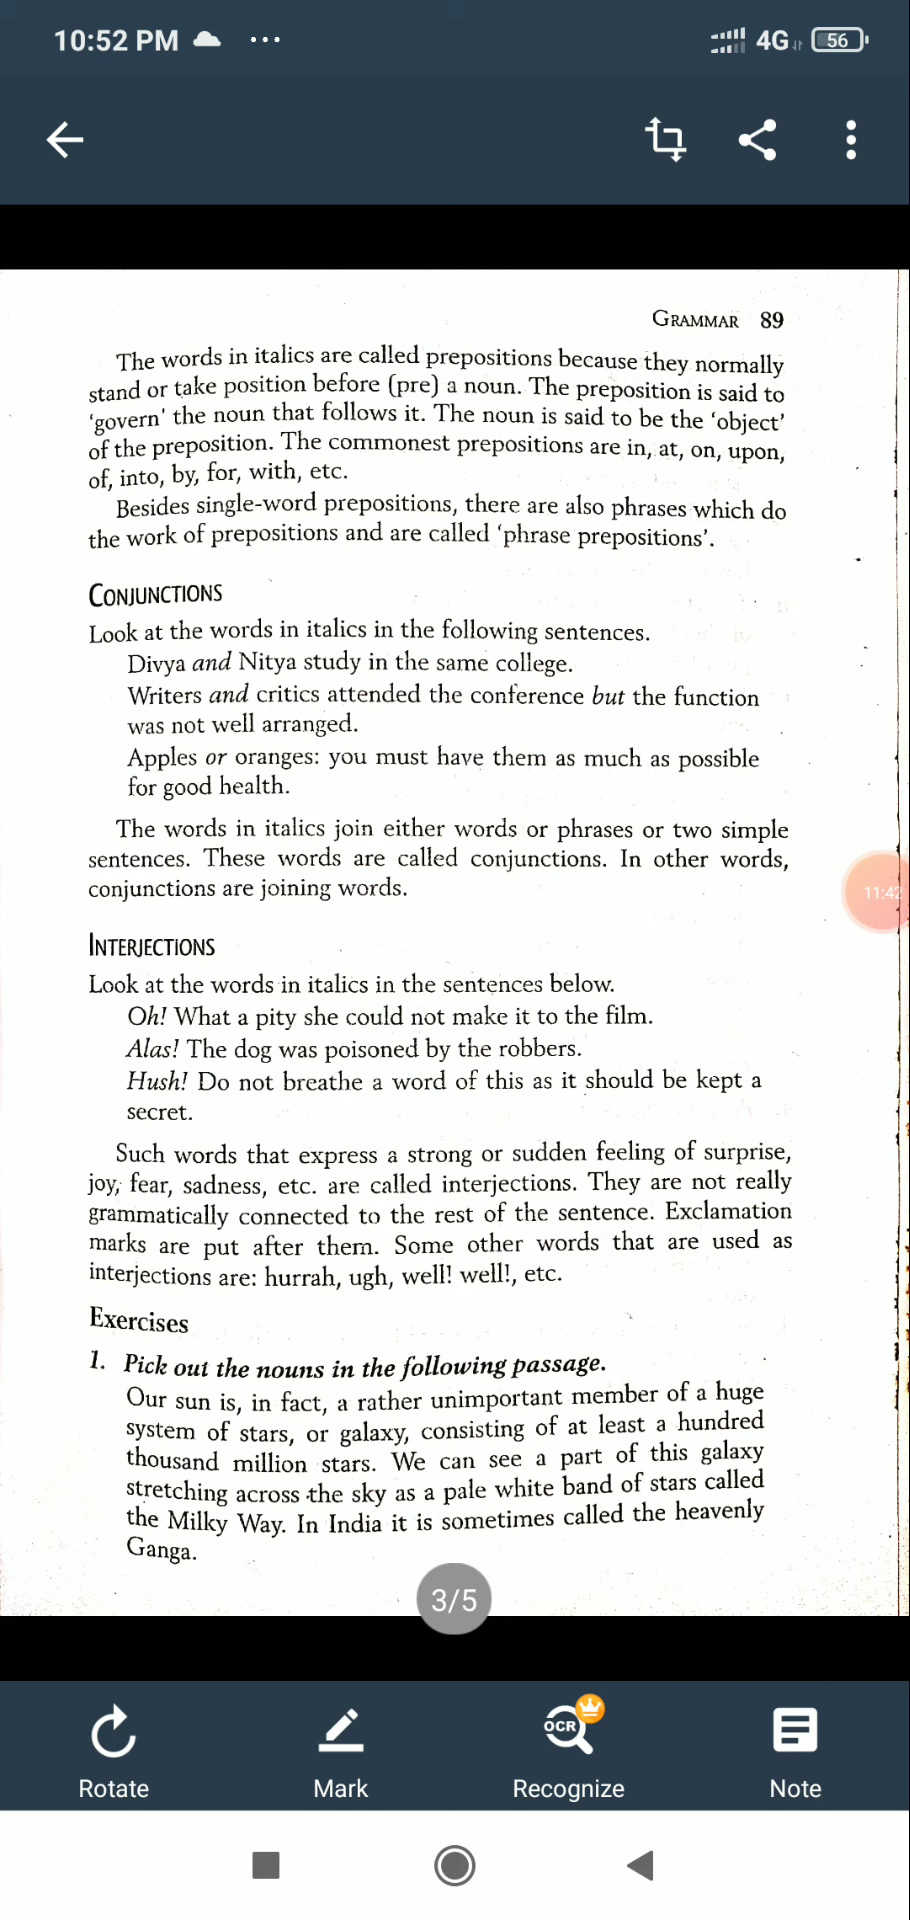 10:52 PM
4G 56
GRAMMAR 89
The words in italics are called prepositions because they normally
stand or take position before (pre) a noun. The preposition is said to
‘govern’ the noun that follows it. The noun is said to be the ‘object’
of the preposition. The commonest prepositions are in, at, on, upon,
of, into, by, for, with, etc.
Besides single-word prepositions, there are also phrases which do
the work of prepositions and are called ‘phrase prepositions’.
CONJUNCTIONS
Look at the words in italics in the following sentences.
Divya and Nitya study in the same college.
Writers and critics attended the conference but the function
was not well arranged.
Apples or oranges: you must have them as much as possible
for good health.
The words in italics join either words or phrases or two simple
sentences. These words are called conjunctions. In other words,
conjunctions are joining words.
11:42
INTERJECTIONS
Look at the words in italics in the sentences below.
Oh! What a pity she could not make it to the film.
Alas! The dog was poisoned by the robbers.
Hush! Do not breathe a word of this as it should be kept a
secret.
Such words that express a strong or sudden feeling of surprise,
joy, fear, sadness, etc. are called interjections. They are not really
grammatically connected to the rest of the sentence. Exclamation
marks are put after them. Some other words that are used as
interjections are: hurrah, ugh, well! well!, etc.
Exercises
1. Pick out the nouns in the following passage.
Our sun is, in fact, a rather unimportant member of a huge
system of stars, or galaxy, consisting of at least a hundred
thousand million stars. We can see a part of this galaxy
stretching across the sky as a pale white band of stars called
the Milky Way. In India it is sometimes called the heavenly
Ganga.
3/5
OCR
Rotate Mark Recognize Note